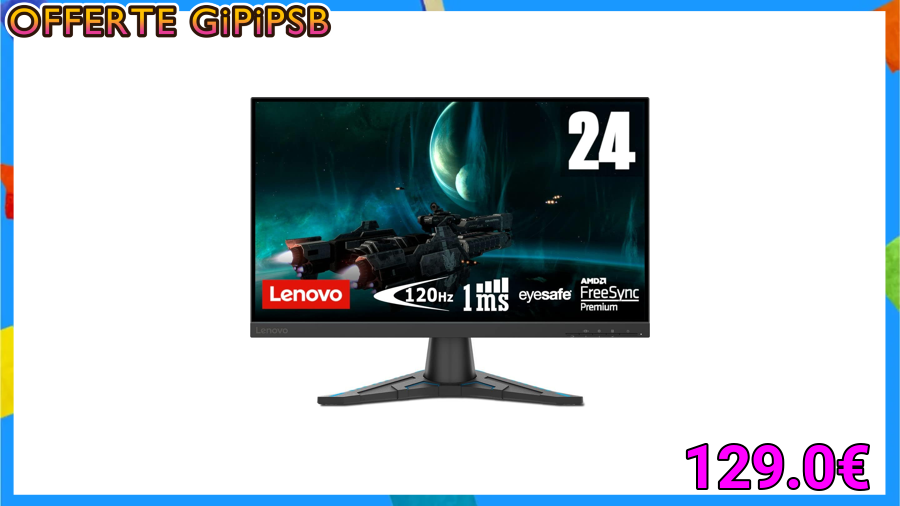 OFFERTE GiPiPSB
24
Lenovo
120Hz
1ms
eyesafe
AMD
FreeSync
Premium
Lenovo
129.0€